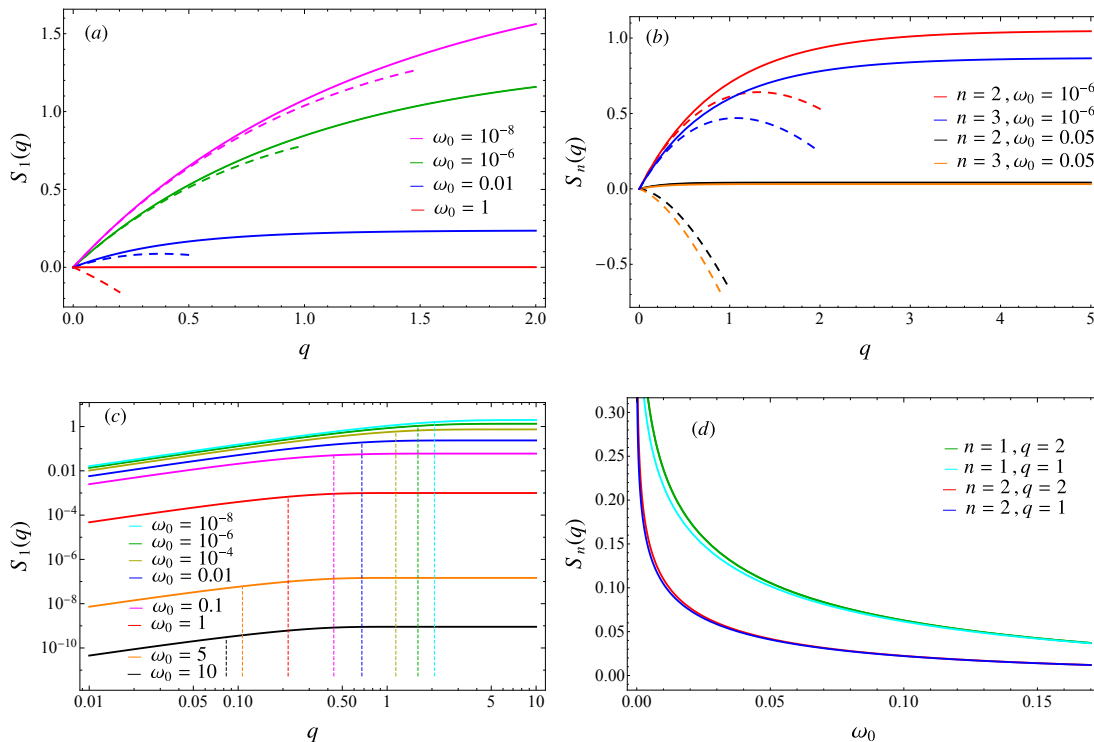 (a)
1.5
1.0
0.5
0.0
S₁(q)
ω₀ = 10⁻⁸
ω₀ = 10⁻⁶
ω₀ = 0.01
ω₀ = 1
0.0 0.5 1.0 1.5 2.0
q
(b)
1.0
0.5
0.0
−0.5
Sₙ(q)
n = 2 , ω₀ = 10⁻⁶
n = 3 , ω₀ = 10⁻⁶
n = 2 , ω₀ = 0.05
n = 3 , ω₀ = 0.05
0 1 2 3 4 5
q
(c)
1
0.01
10⁻⁴
10⁻⁶
10⁻⁸
10⁻¹⁰
S₁(q)
ω₀ = 10⁻⁸
ω₀ = 10⁻⁶
ω₀ = 10⁻⁴
ω₀ = 0.01
ω₀ = 0.1
ω₀ = 1
ω₀ = 5
ω₀ = 10
0.01 0.05 0.10 0.50 1 5 10
q
(d)
0.30
0.25
0.20
0.15
0.10
0.05
0.00
Sₙ(q)
n = 1 , q = 2
n = 1 , q = 1
n = 2 , q = 2
n = 2 , q = 1
0.00 0.05 0.10 0.15
ω₀